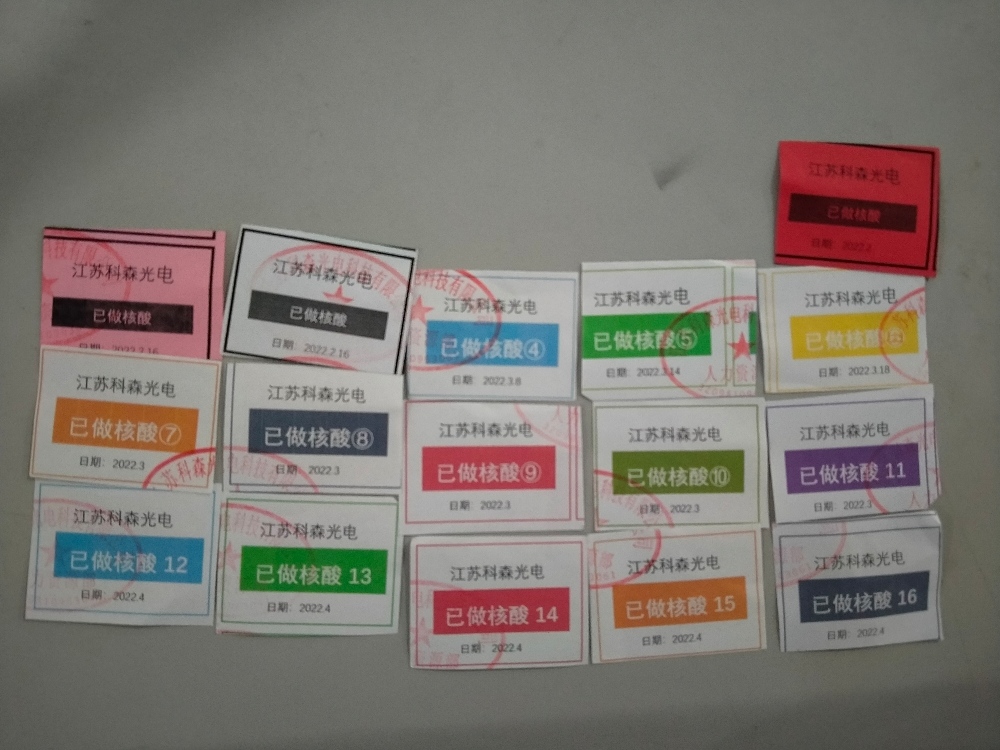 江苏科森光电
已做核酸
日期：2022.2
江苏科森光电
已做核酸
江苏科森光电
已做核酸
日期：2022.2.16
江苏科森光电
已做核酸④
日期：2022.3.8
江苏科森光电
已做核酸⑤
日期：2022.3.14
江苏科森光电
已做核酸
日期：2022.3.18
江苏科森光电
已做核酸⑦
日期：2022.3
江苏科森光电
已做核酸⑧
日期：2022.3
江苏科森光电
已做核酸⑨
日期：2022.3
江苏科森光电
已做核酸⑩
日期：2022.3
江苏科森光电
已做核酸 11
日期：2022.3
江苏科森光电
已做核酸 12
日期：2022.4
江苏科森光电
已做核酸 13
日期：2022.4
江苏科森光电
已做核酸 14
日期：2022.4
江苏科森光电
已做核酸 15
日期：2022.4
江苏科森光电
已做核酸 16
日期：2022.4